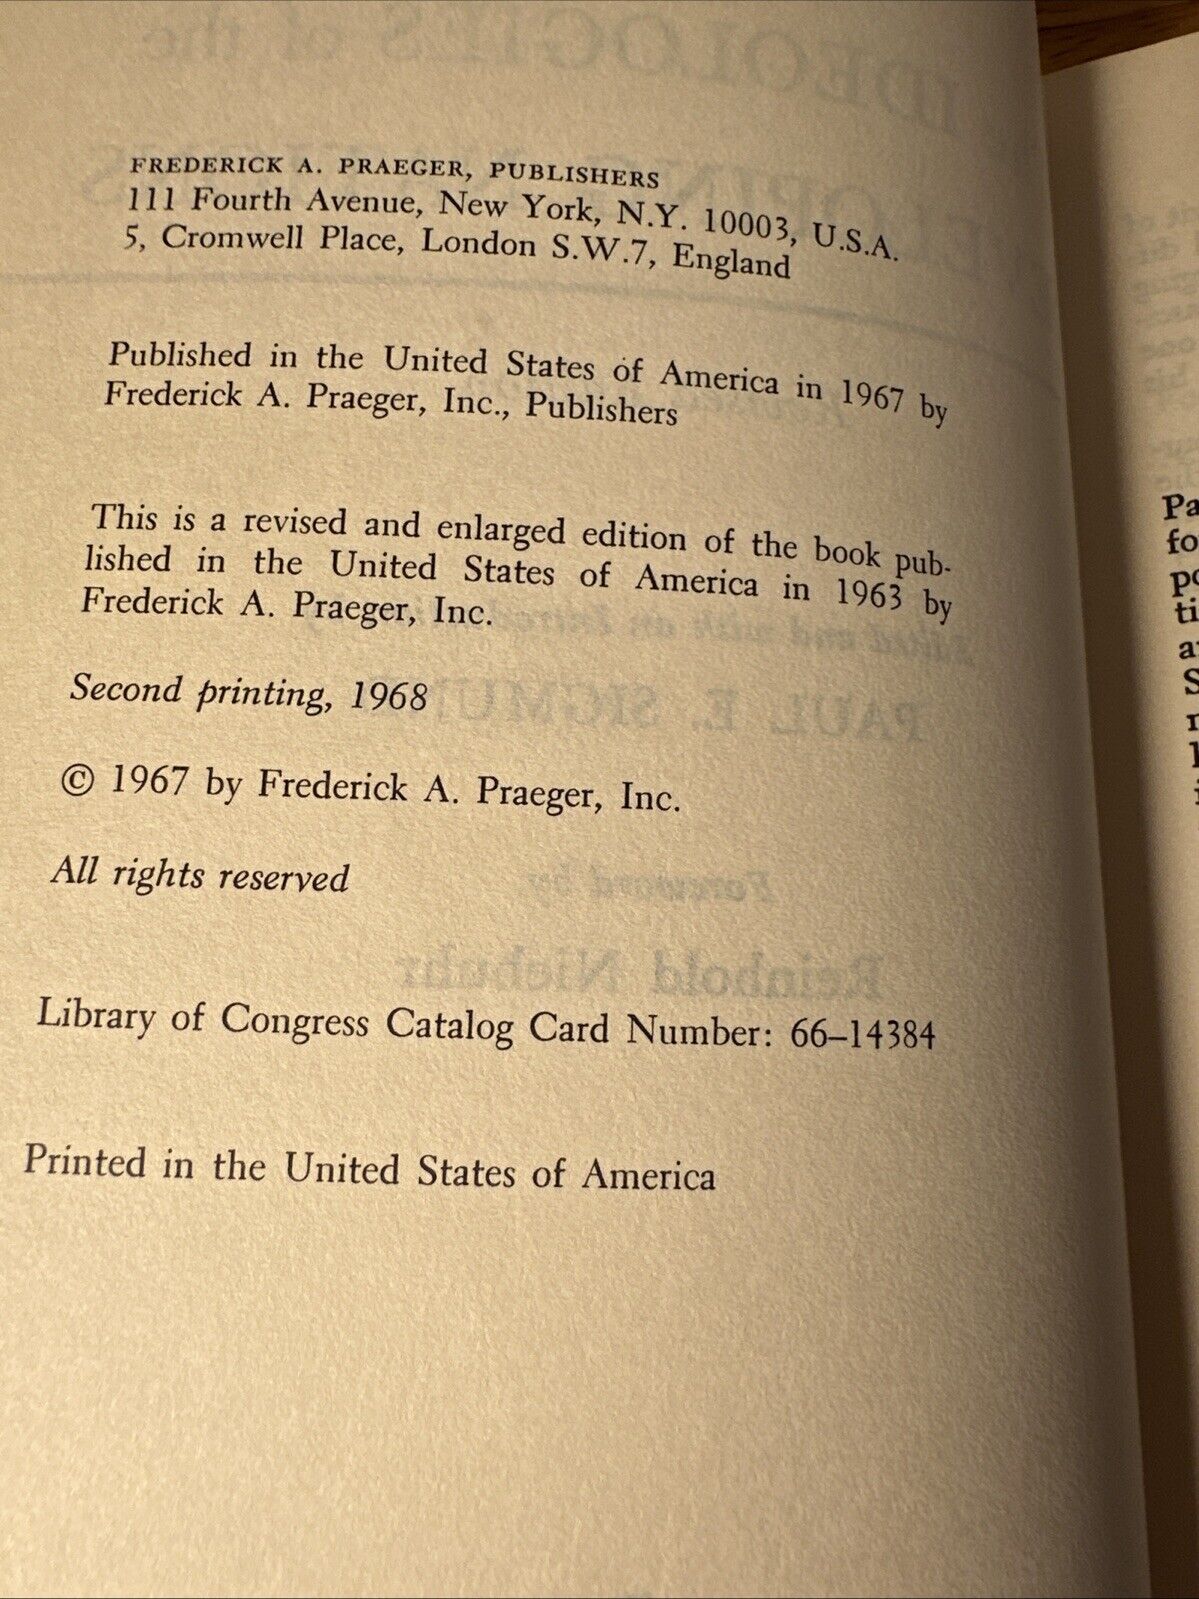 FREDERICK A. PRAEGER, PUBLISHERS
111 Fourth Avenue, New York, N.Y. 10003, U.S.A.
5, Cromwell Place, London S.W.7, England
Published in the United States of America in 1967 by
Frederick A. Praeger, Inc., Publishers
This is a revised and enlarged edition of the book pub-
lished in the United States of America in 1963 by
Frederick A. Praeger, Inc.
Second printing, 1968
© 1967 by Frederick A. Praeger, Inc.
All rights reserved
Library of Congress Catalog Card Number: 66–14384
Printed in the United States of America